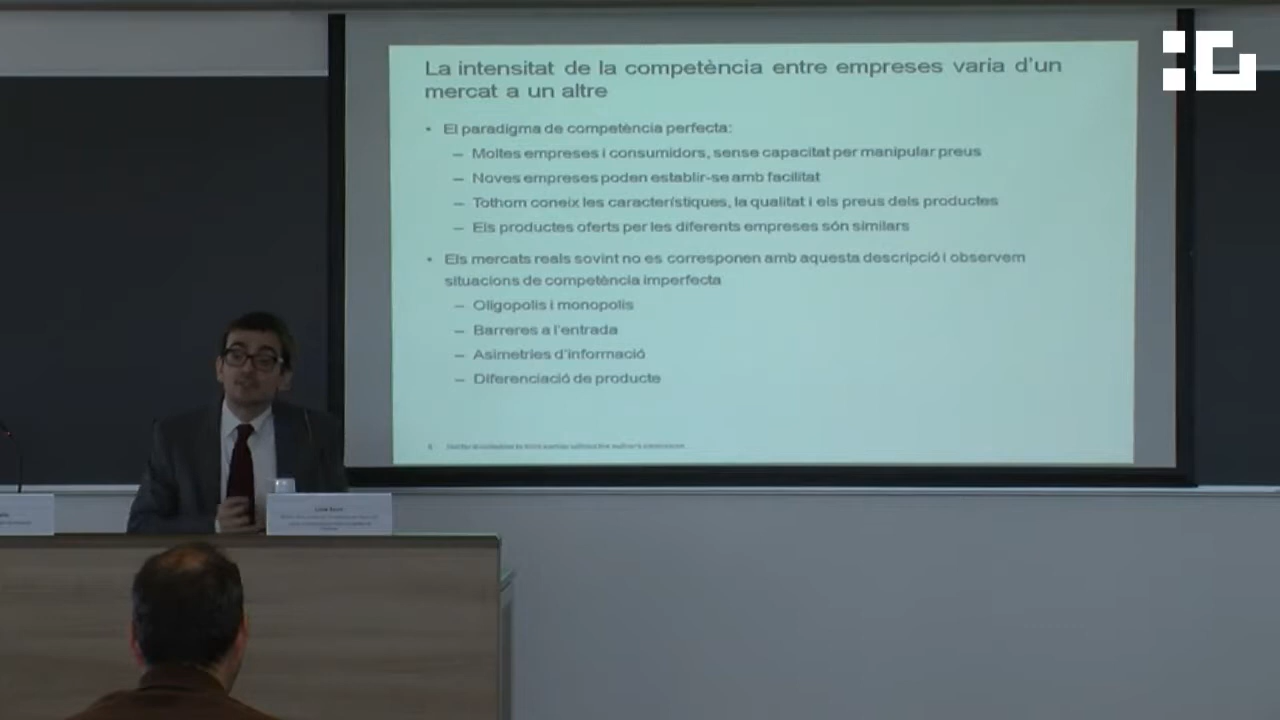 La intensitat de la competència entre empreses varia d'un
mercat a un altre
• El paradigma de competència perfecta:
– Moltes empreses i consumidors, sense capacitat per manipular preus
– Noves empreses poden establir-se amb facilitat
– Tothom coneix les característiques, la qualitat i els preus dels productes
– Els productes oferts per les diferents empreses són similars
• Els mercats reals sovint no es corresponen amb aquesta descripció i observem
situacions de competència imperfecta
– Oligopolis i monopolis
– Barreres a l'entrada
– Asimetries d'informació
– Diferenciació de producte